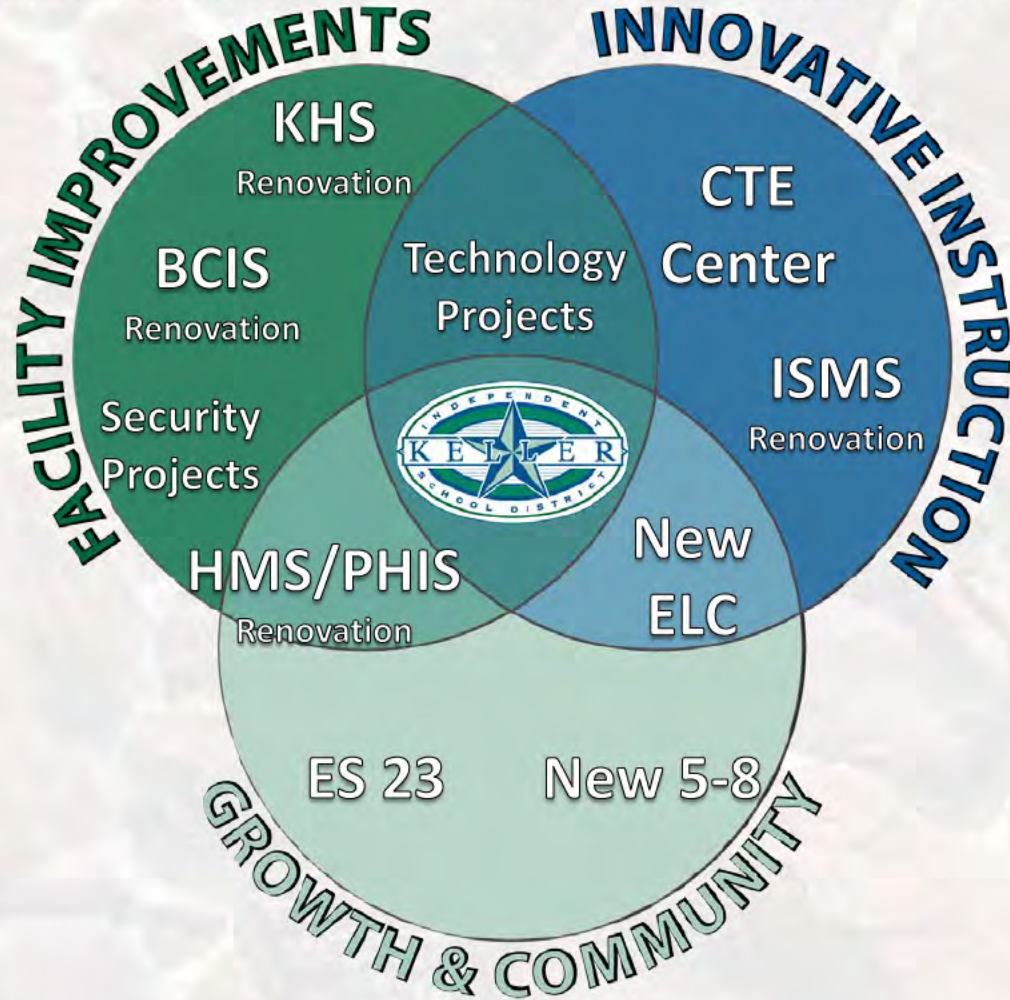 FACILITY IMPROVEMENTS
INNOVATIVE INSTRUCTION
KHS
Renovation
BCIS
Renovation
Security
Projects
Technology
Projects
CTE
Center
ISMS
Renovation
INDEPENDENT
KELLER
SCHOOL DISTRICT
HMS/PHIS
Renovation
New
ELC
ES 23
New 5-8
GROWTH & COMMUNITY